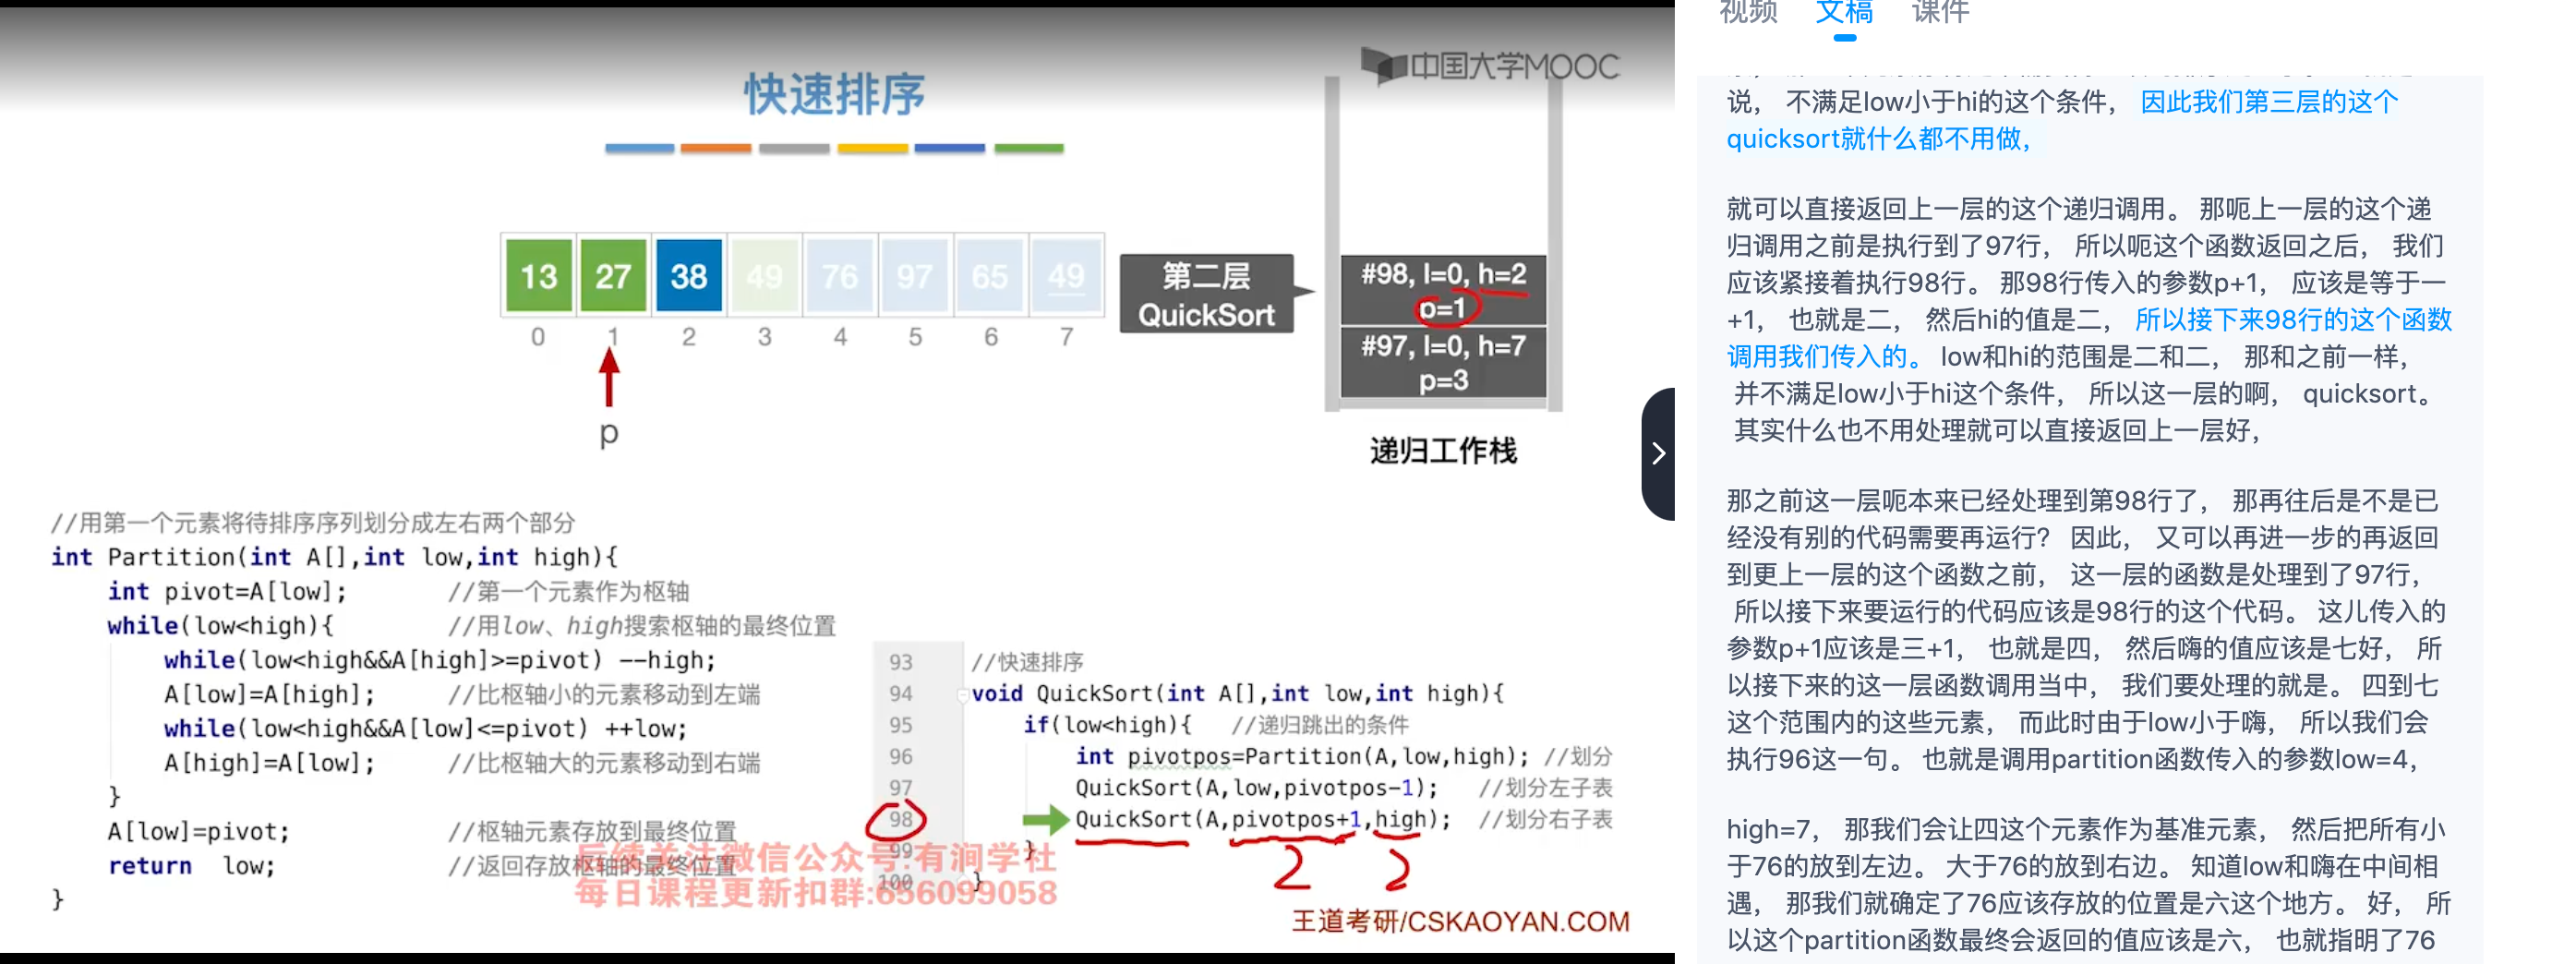 中国大学MOOC
快速排序
13 27 38 49 76 97 65 49
0 1 2 3 4 5 6 7
p
第二层
QuickSort
#98, l=0, h=2
p=1
#97, l=0, h=7
p=3
递归工作栈
//用第一个元素将待排序序列划分成左右两个部分
int Partition(int A[],int low,int high){
int pivot=A[low]; //第一个元素作为枢轴
while(low<high){ //用low、high搜索枢轴的最终位置
while(low<high&&A[high]>=pivot) --high;
A[low]=A[high]; //比枢轴小的元素移动到左端
while(low<high&&A[low]<=pivot) ++low;
A[high]=A[low]; //比枢轴大的元素移动到右端
}
A[low]=pivot; //枢轴元素存放到最终位置
return low; //返回存放枢轴的最终位置
}
93 //快速排序
94 void QuickSort(int A[],int low,int high){
95 if(low<high){ //递归跳出的条件
96 int pivotpos=Partition(A,low,high); //划分
97 QuickSort(A,low,pivotpos-1); //划分左子表
98 QuickSort(A,pivotpos+1,high); //划分右子表
99 }
100 }
2 2
后续关注微信公众号:有涧学社
每日课程更新扣群:656099058
王道考研/CSKAOYAN.COM
视频 文稿 课件
说， 不满足low小于hi的这个条件， 因此我们第三层的这个
quicksort就什么都不用做，
就可以直接返回上一层的这个递归调用。 那呃上一层的这个递
归调用之前是执行到了97行， 所以呃这个函数返回之后， 我们
应该紧接着执行98行。 那98行传入的参数p+1， 应该是等于一
+1， 也就是二， 然后hi的值是二， 所以接下来98行的这个函数
调用我们传入的。 low和hi的范围是二和二， 那和之前一样，
并不满足low小于hi这个条件， 所以这一层的啊， quicksort。
其实什么也不用处理就可以直接返回上一层好，
那之前这一层呃本来已经处理到第98行了， 那再往后是不是已
经没有别的代码需要再运行? 因此， 又可以再进一步的再返回
到更上一层的这个函数之前， 这一层的函数是处理到了97行，
所以接下来要运行的代码应该是98行的这个代码。 这儿传入的
参数p+1应该是三+1， 也就是四， 然后嗨的值应该是七好， 所
以接下来的这一层函数调用当中， 我们要处理的就是。 四到七
这个范围内的这些元素， 而此时由于low小于嗨， 所以我们会
执行96这一句。 也就是调用partition函数传入的参数low=4，
high=7， 那我们会让四这个元素作为基准元素， 然后把所有小
于76的放到左边。 大于76的放到右边。 知道low和嗨在中间相
遇， 那我们就确定了76应该存放的位置是六这个地方。 好， 所
以这个partition函数最终会返回的值应该是六， 也就指明了76